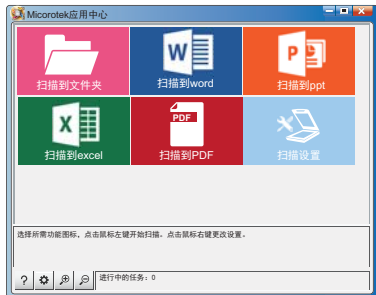 Microrotek应用中心
扫描到文件夹
扫描到word
扫描到ppt
扫描到excel
扫描到PDF
扫描设置
选择所需功能图标，点击鼠标左键开始扫描。点击鼠标右键更改设置。
进行中的任务：0